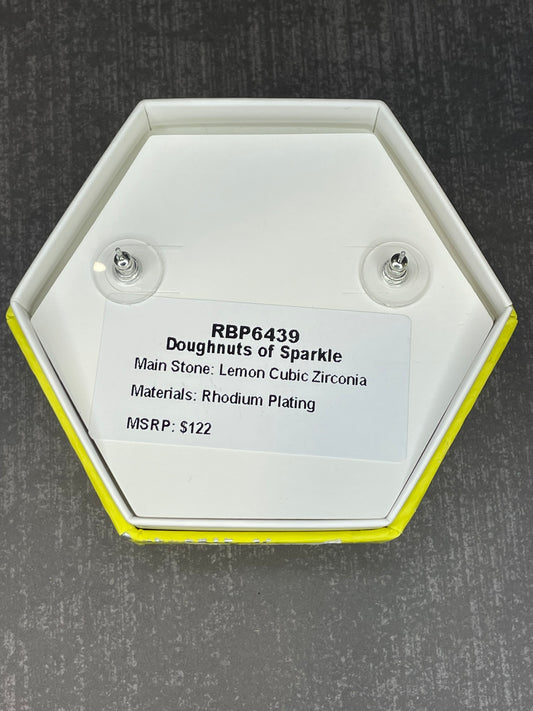 RBP6439
Doughnuts of Sparkle
Main Stone: Lemon Cubic Zirconia
Materials: Rhodium Plating
MSRP: $122